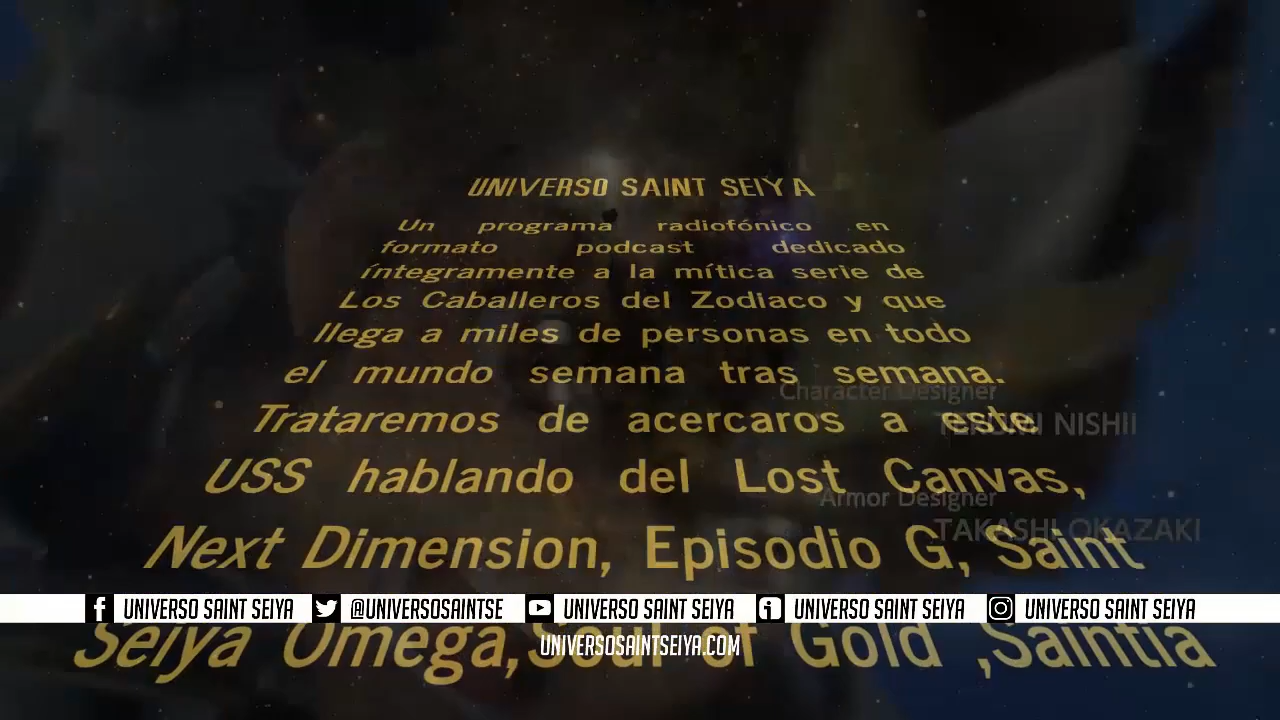 UNIVERSO SAINT SEIYA
Un programa radiofónico en
formato podcast dedicado
íntegramente a la mítica serie de
Los Caballeros del Zodiaco y que
llega a miles de personas en todo
el mundo semana tras semana.
Character Designer
Trataremos de acercaros a este
TERUMI NISHII
USS hablando del Lost Canvas,
Armor Designer
TAKASHI OKAZAKI
Next Dimension, Episodio G, Saint
UNIVERSO SAINT SEIYA @UNIVERSOSAINTSE UNIVERSO SAINT SEIYA UNIVERSO SAINT SEIYA UNIVERSO SAINT SEIYA
Seiya Omega,Soul of Gold ,Saintia
UNIVERSOSAINTSEIYA.COM